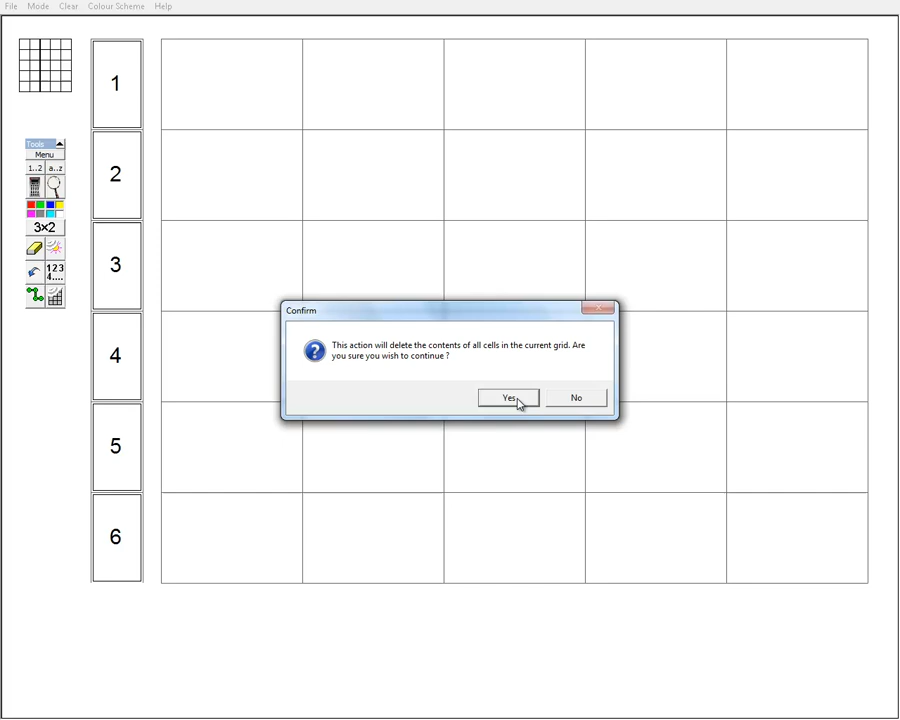 File Mode Clear Colour Scheme Help
Tools
Menu
1..2 a..z
3×2
123
4....
1
2
3
4
5
6
Confirm
This action will delete the contents of all cells in the current grid. Are
you sure you wish to continue ?
Yes No